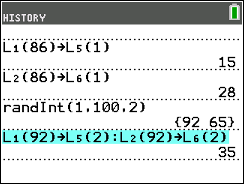 HISTORY
L₁(86)→L₅(1)
15
L₂(86)→L₆(1)
28
randInt(1,100,2)
{92 65}
L₁(92)→L₅(2):L₂(92)→L₆(2)
35